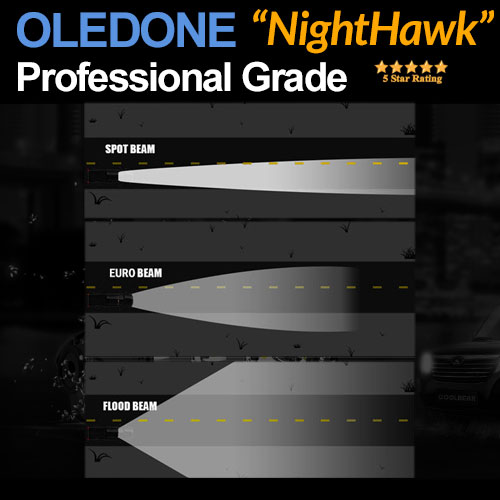 OLEDONE “NightHawk”
Professional Grade
5 Star Rating
SPOT BEAM
EURO BEAM
FLOOD BEAM